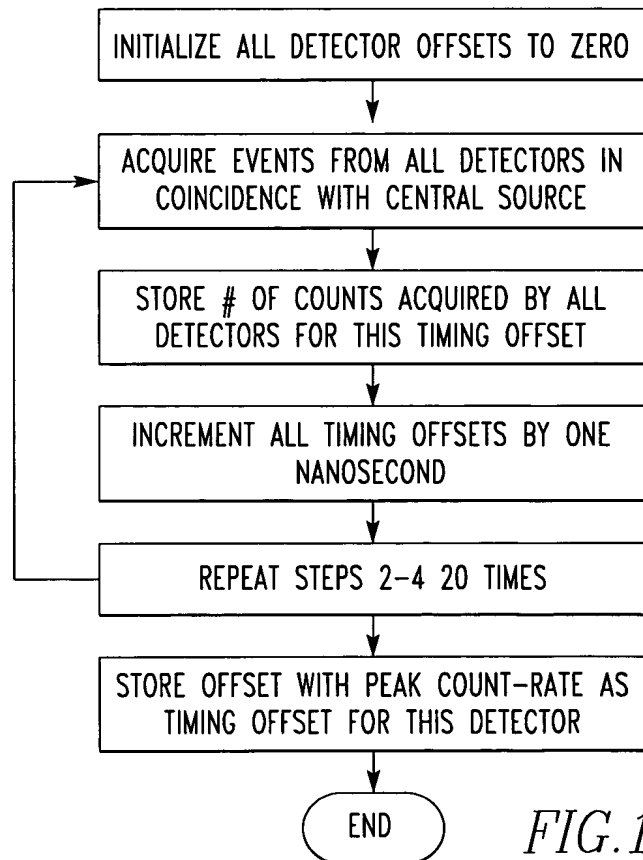 INITIALIZE ALL DETECTOR OFFSETS TO ZERO
ACQUIRE EVENTS FROM ALL DETECTORS IN
COINCIDENCE WITH CENTRAL SOURCE
STORE # OF COUNTS ACQUIRED BY ALL
DETECTORS FOR THIS TIMING OFFSET
INCREMENT ALL TIMING OFFSETS BY ONE
NANOSECOND
REPEAT STEPS 2-4 20 TIMES
STORE OFFSET WITH PEAK COUNT-RATE AS
TIMING OFFSET FOR THIS DETECTOR
END
FIG.1